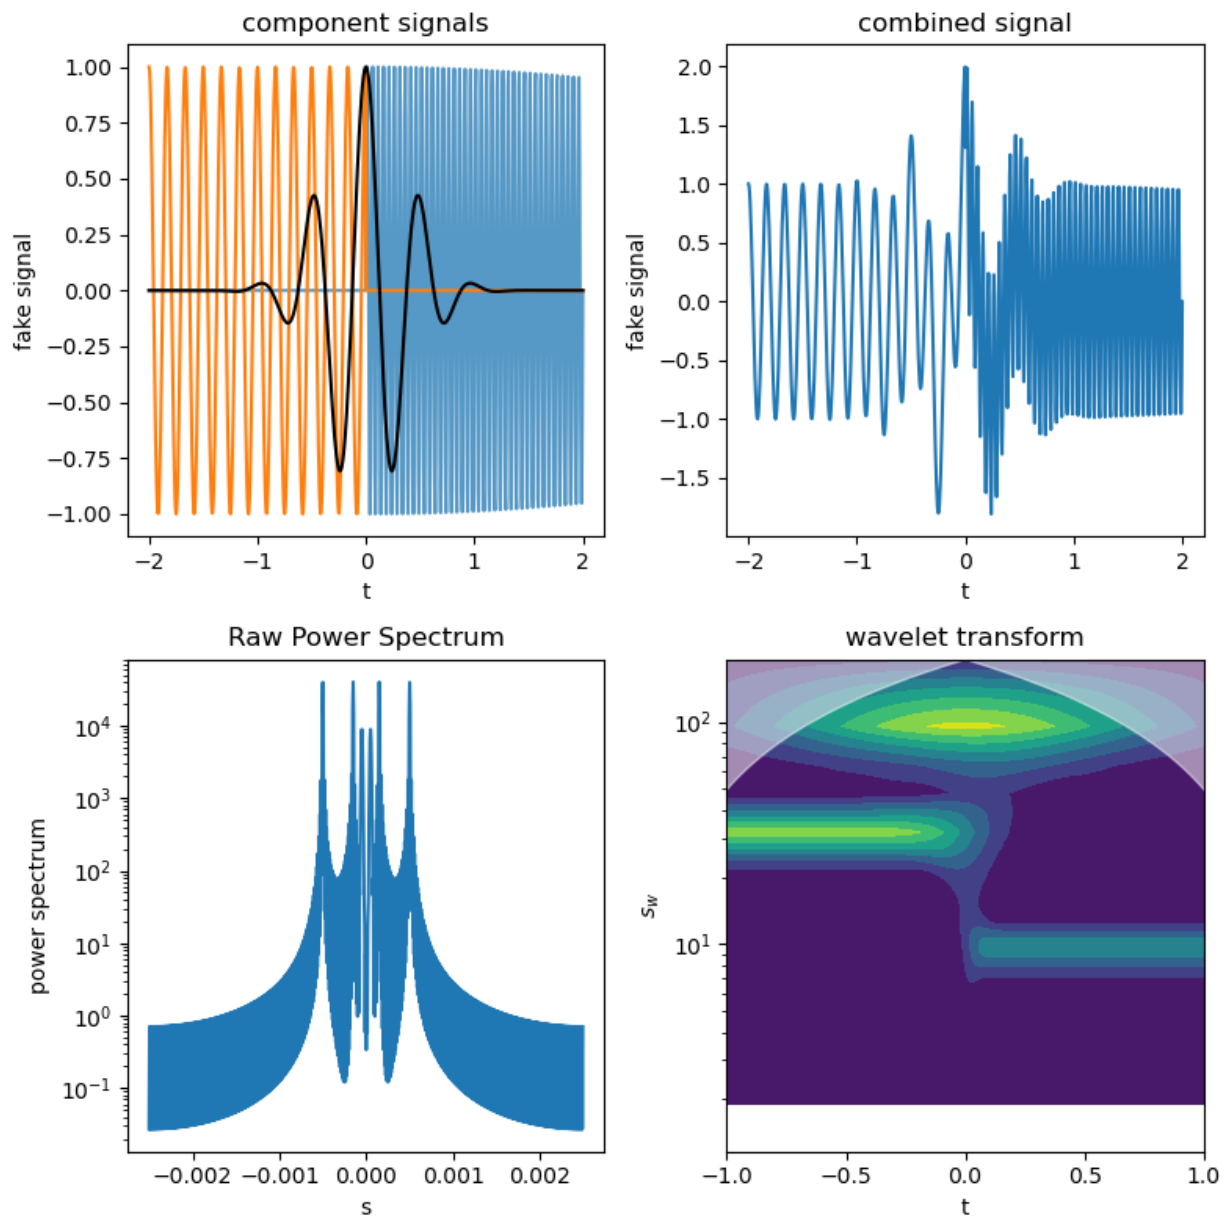 component signals
fake signal
1.00
0.75
0.50
0.25
0.00
−0.25
−0.50
−0.75
−1.00
−2 −1 0 1 2
t
combined signal
fake signal
2.0
1.5
1.0
0.5
0.0
−0.5
−1.0
−1.5
−2 −1 0 1 2
t
Raw Power Spectrum
power spectrum
10⁴
10³
10²
10¹
10⁰
10⁻¹
−0.002 −0.001 0.000 0.001 0.002
s
wavelet transform
s_w
10²
10¹
−1.0 −0.5 0.0 0.5 1.0
t